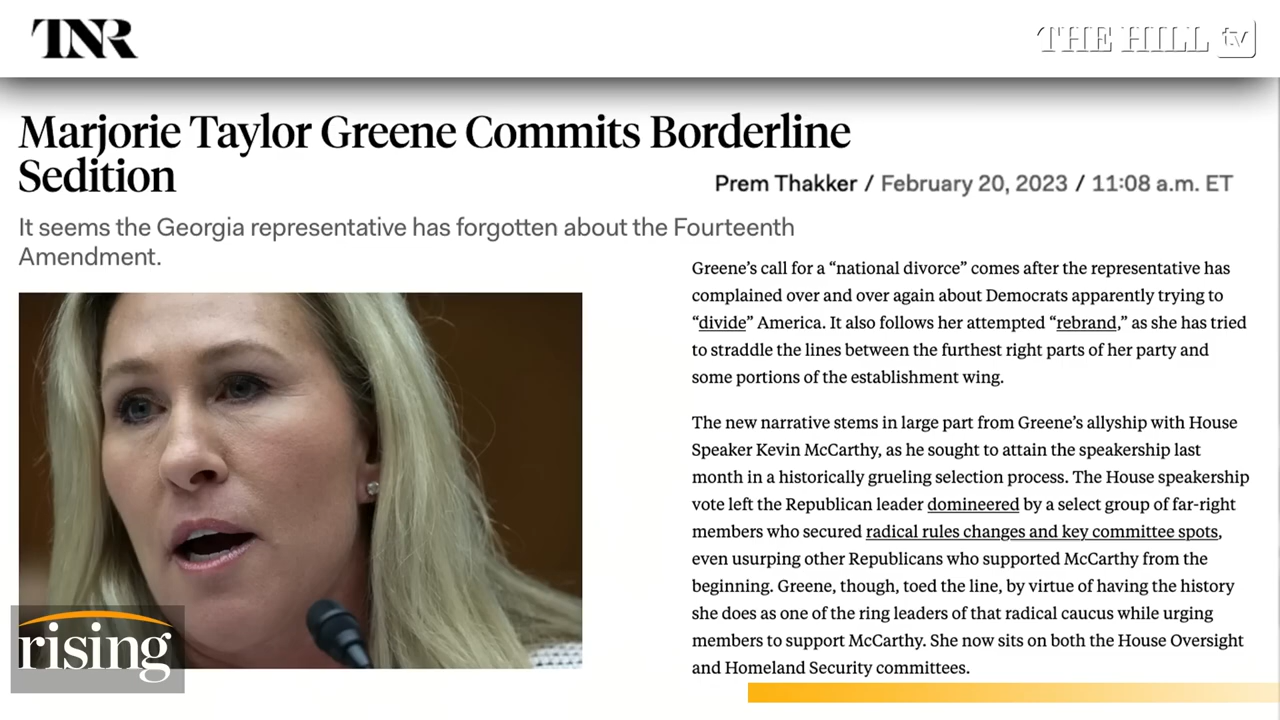 TNR
THE HILL tv
Marjorie Taylor Greene Commits Borderline
Sedition
Prem Thakker / February 20, 2023 / 11:08 a.m. ET
It seems the Georgia representative has forgotten about the Fourteenth
Amendment.
Greene’s call for a “national divorce” comes after the representative has
complained over and over again about Democrats apparently trying to
“divide” America. It also follows her attempted “rebrand,” as she has tried
to straddle the lines between the furthest right parts of her party and
some portions of the establishment wing.
The new narrative stems in large part from Greene’s allyship with House
Speaker Kevin McCarthy, as he sought to attain the speakership last
month in a historically grueling selection process. The House speakership
vote left the Republican leader domineered by a select group of far-right
members who secured radical rules changes and key committee spots,
even usurping other Republicans who supported McCarthy from the
beginning. Greene, though, toed the line, by virtue of having the history
she does as one of the ring leaders of that radical caucus while urging
members to support McCarthy. She now sits on both the House Oversight
and Homeland Security committees.
rising